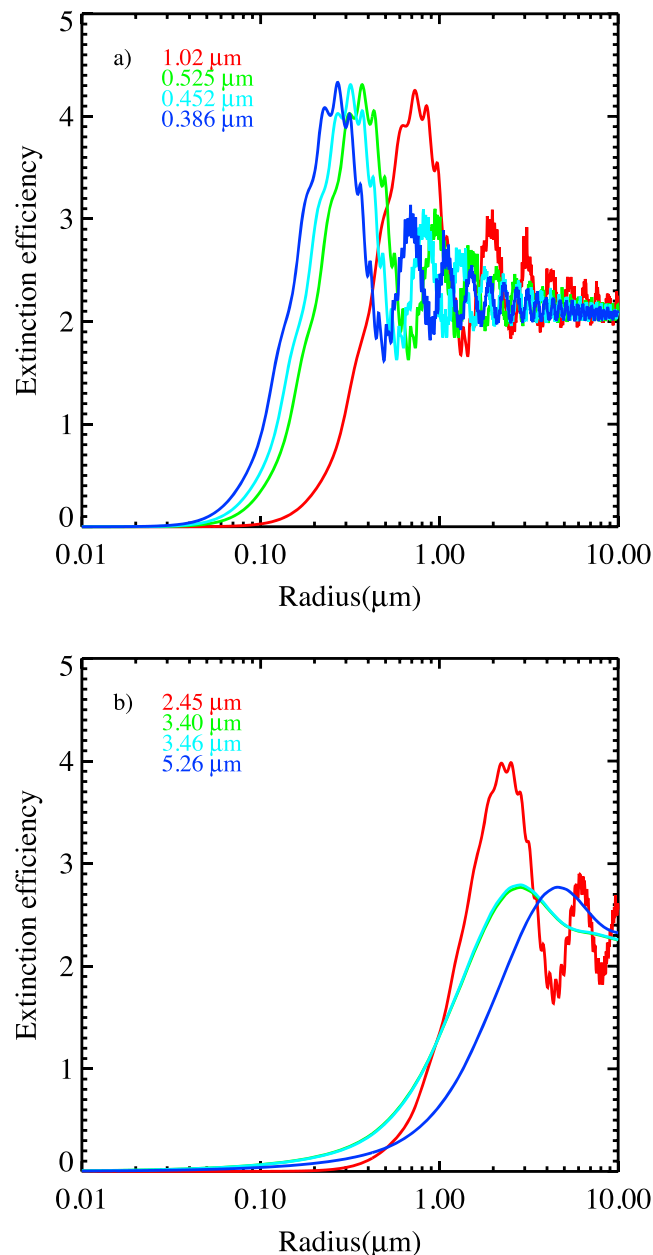 5
a)
1.02 μm
0.525 μm
0.452 μm
0.386 μm
4
3
2
1
0
Extinction efficiency
0.01 0.10 1.00 10.00
Radius(μm)
5
b)
2.45 μm
3.40 μm
3.46 μm
5.26 μm
4
3
2
1
0
Extinction efficiency
0.01 0.10 1.00 10.00
Radius(μm)